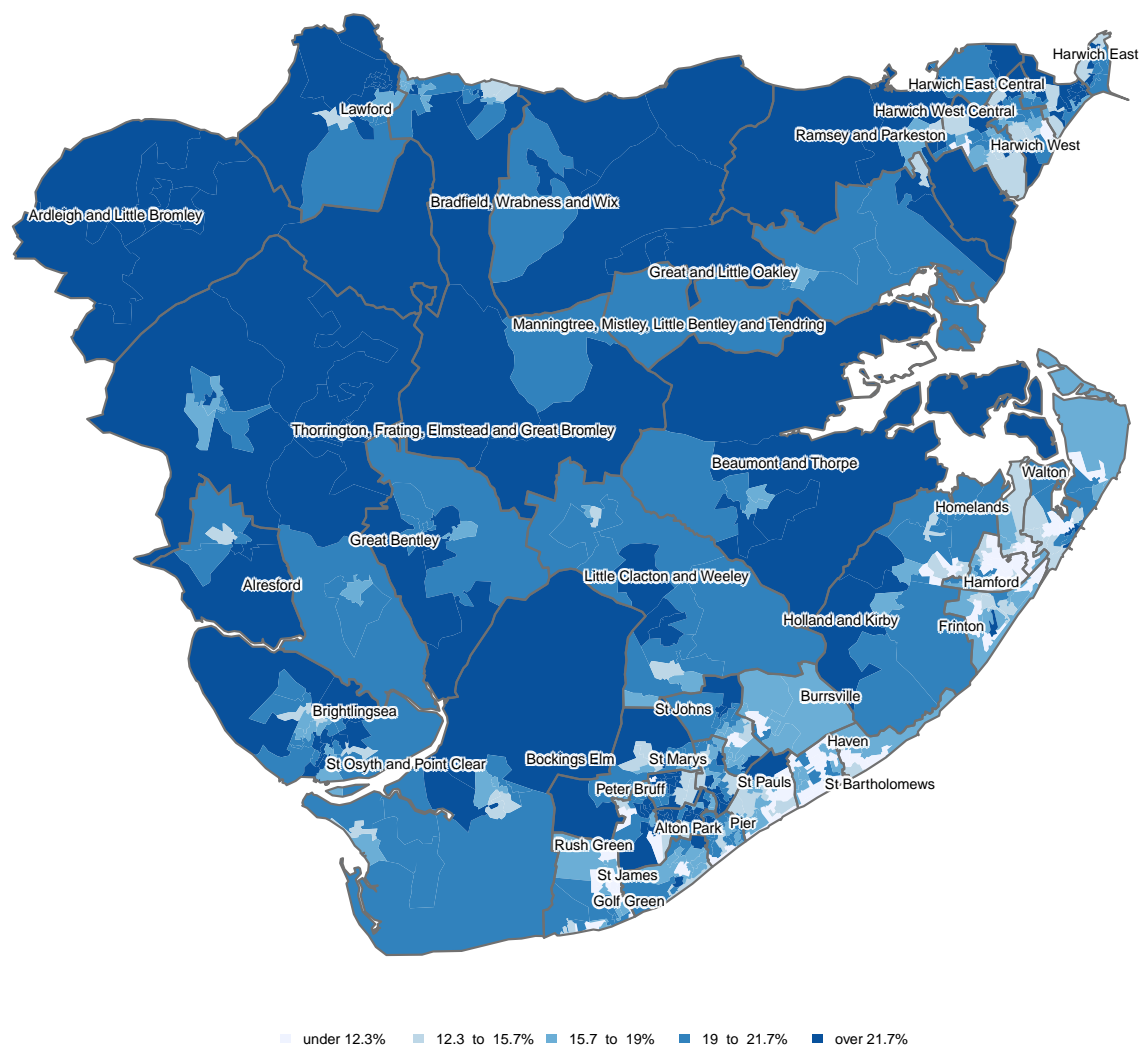 Harwich East
Harwich East Central
Lawford
Harwich West Central
Ramsey and Parkeston
Harwich West
Bradfield, Wrabness and Wix
Ardleigh and Little Bromley
Great and Little Oakley
Manningtree, Mistley, Little Bentley and Tendring
Thorrington, Frating, Elmstead and Great Bromley
Beaumont and Thorpe
Walton
Homelands
Great Bentley
Little Clacton and Weeley
Hamford
Alresford
Holland and Kirby
Frinton
Burrsville
St Johns
Brightlingsea
Haven
St Osyth and Point Clear
Bockings Elm
St Marys
St Pauls
St Bartholomews
Peter Bruff
Pier
Alton Park
Rush Green
St James
Golf Green
under 12.3% 12.3 to 15.7% 15.7 to 19% 19 to 21.7% over 21.7%